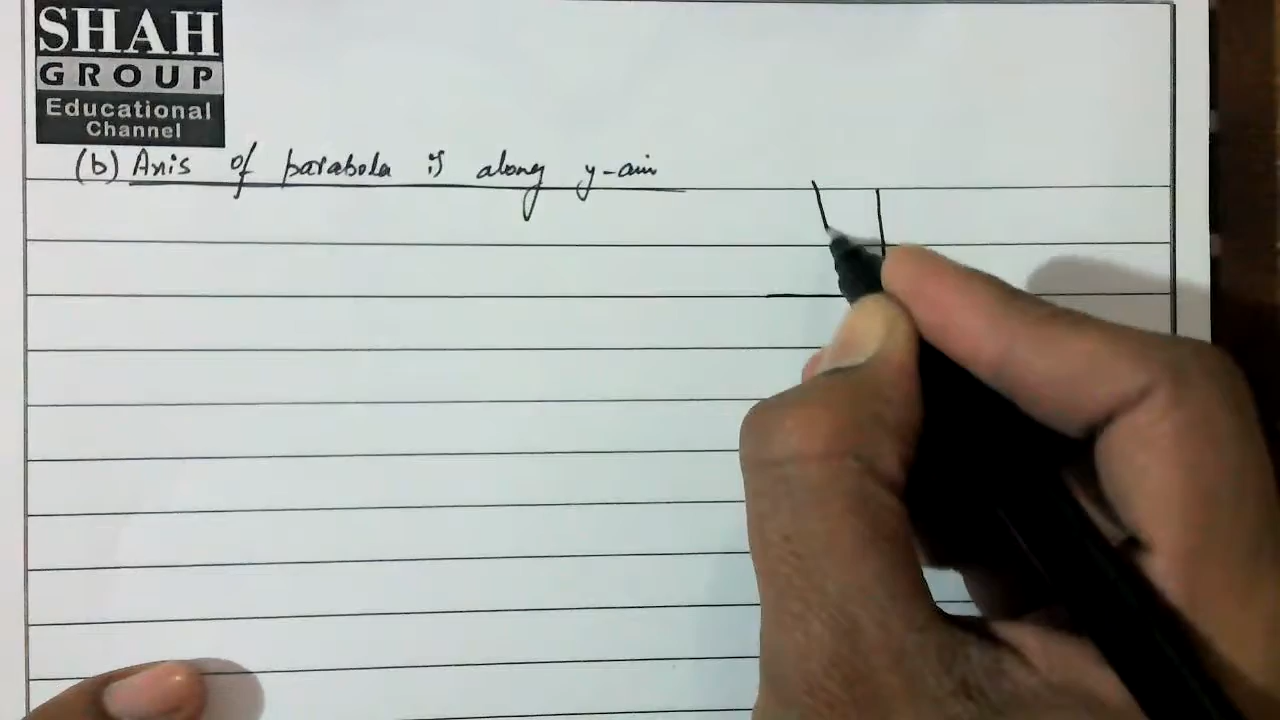 SHAH
GROUP
Educational
Channel
(b) Axis of parabola is along y-axis